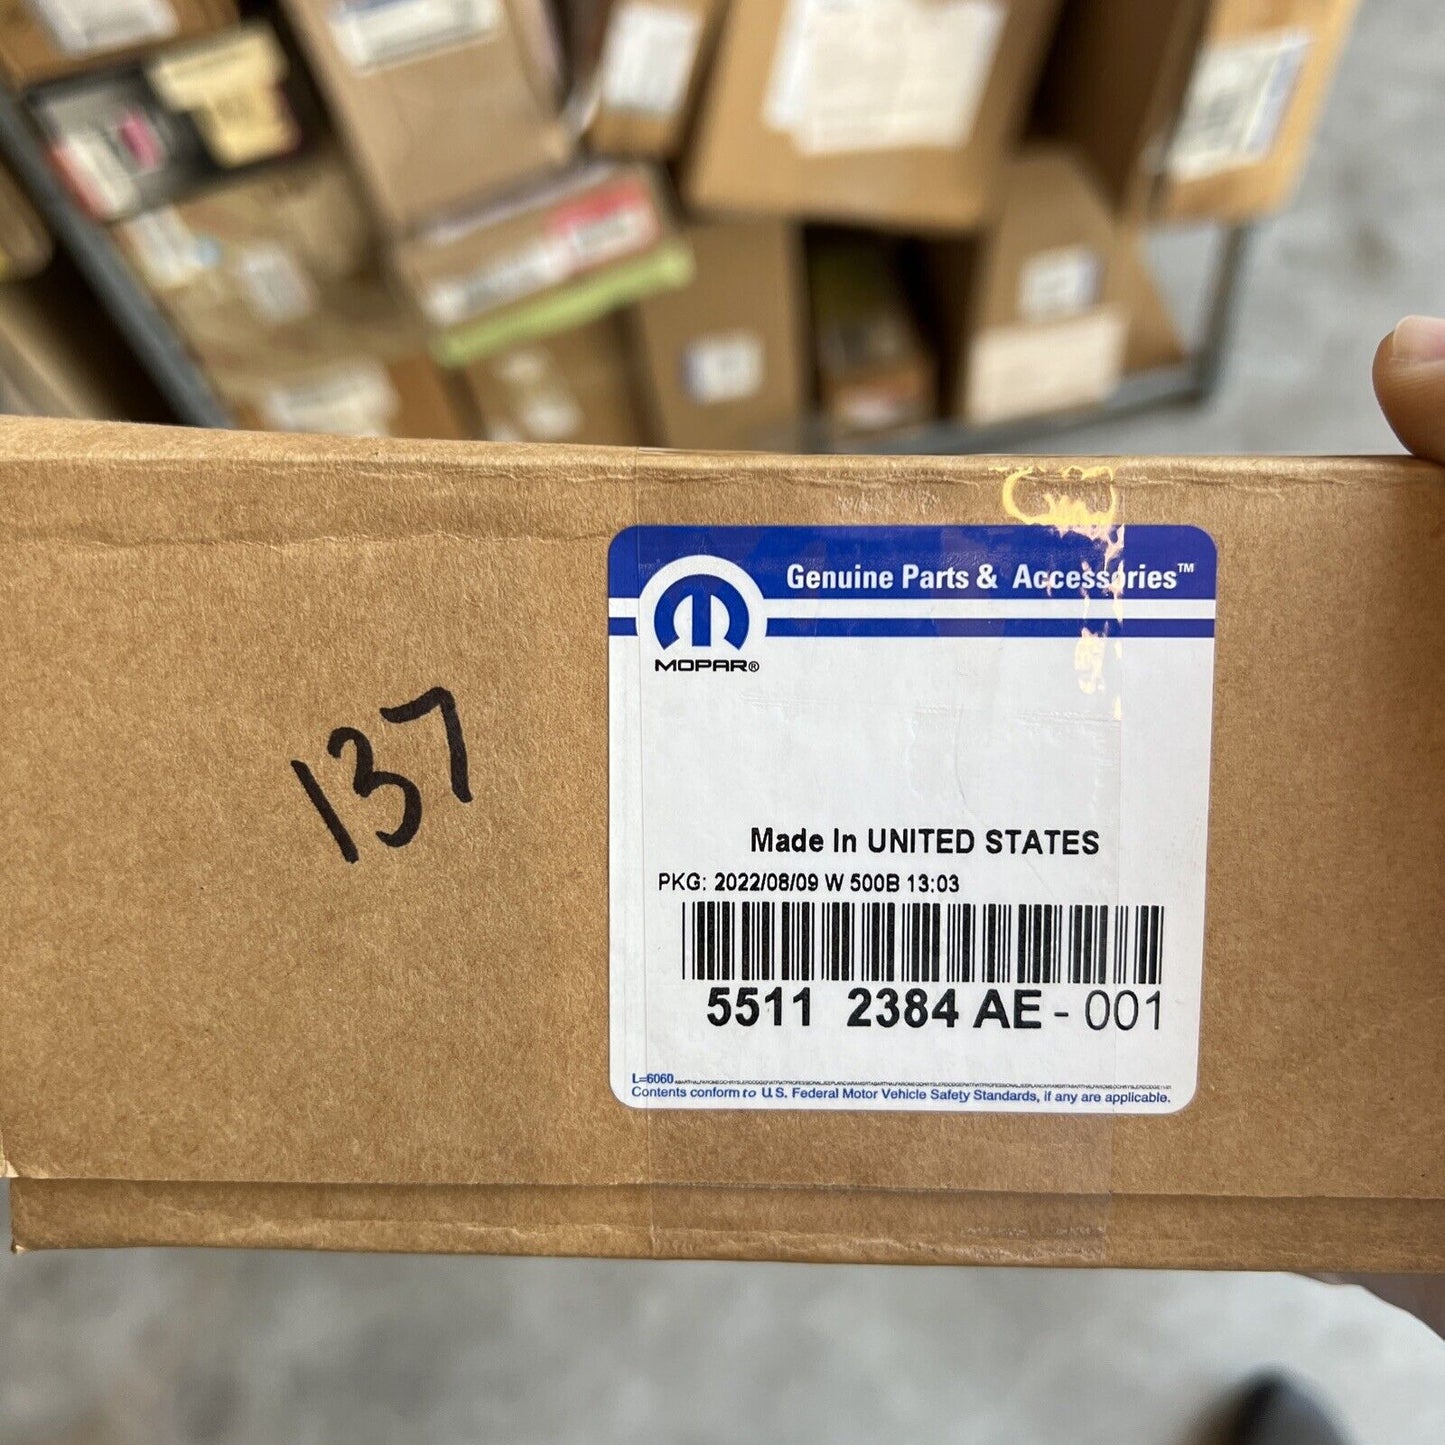 Genuine Parts & Accessories™
MOPAR®
137
Made In UNITED STATES
PKG: 2022/08/09 W 500B 13:03
5511 2384 AE - 001
L=6060
Contents conform to U.S. Federal Motor Vehicle Safety Standards, if any are applicable.